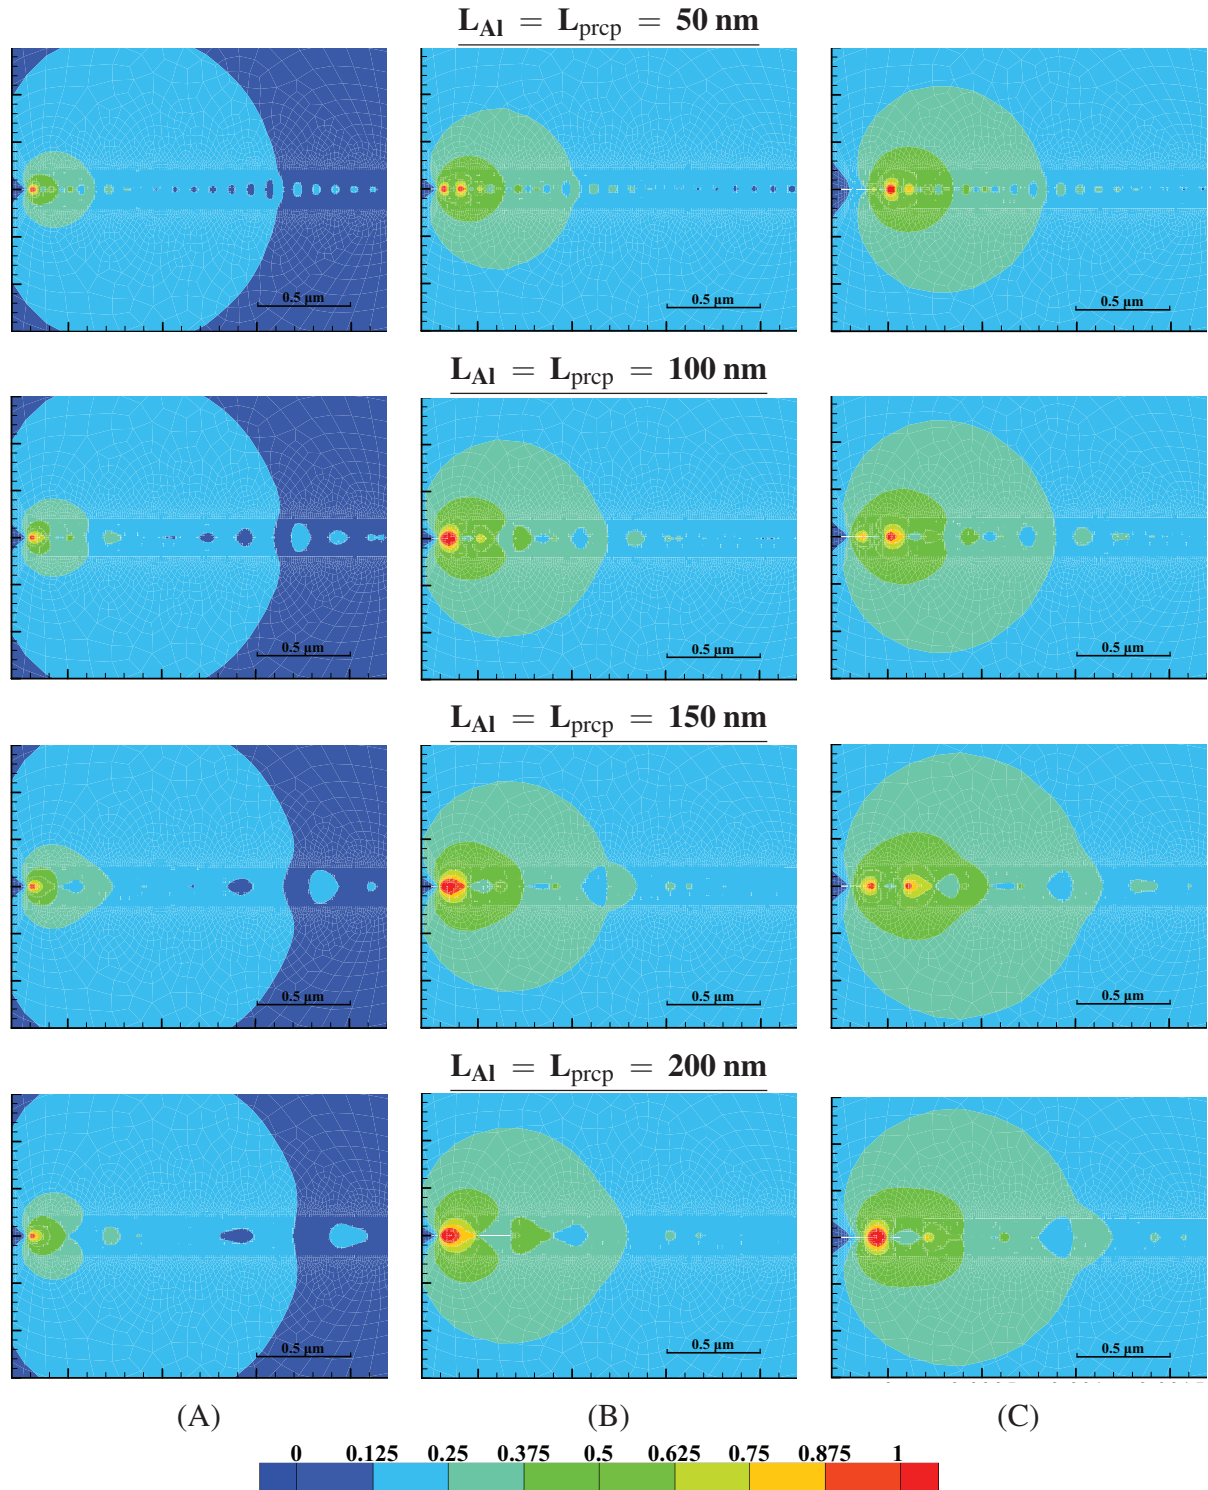 L_Al = L_prcp = 50 nm
0.5 µm 0.5 µm 0.5 µm
L_Al = L_prcp = 100 nm
0.5 µm 0.5 µm 0.5 µm
L_Al = L_prcp = 150 nm
0.5 µm 0.5 µm 0.5 µm
L_Al = L_prcp = 200 nm
0.5 µm 0.5 µm 0.5 µm
(A) (B) (C)
0 0.125 0.25 0.375 0.5 0.625 0.75 0.875 1